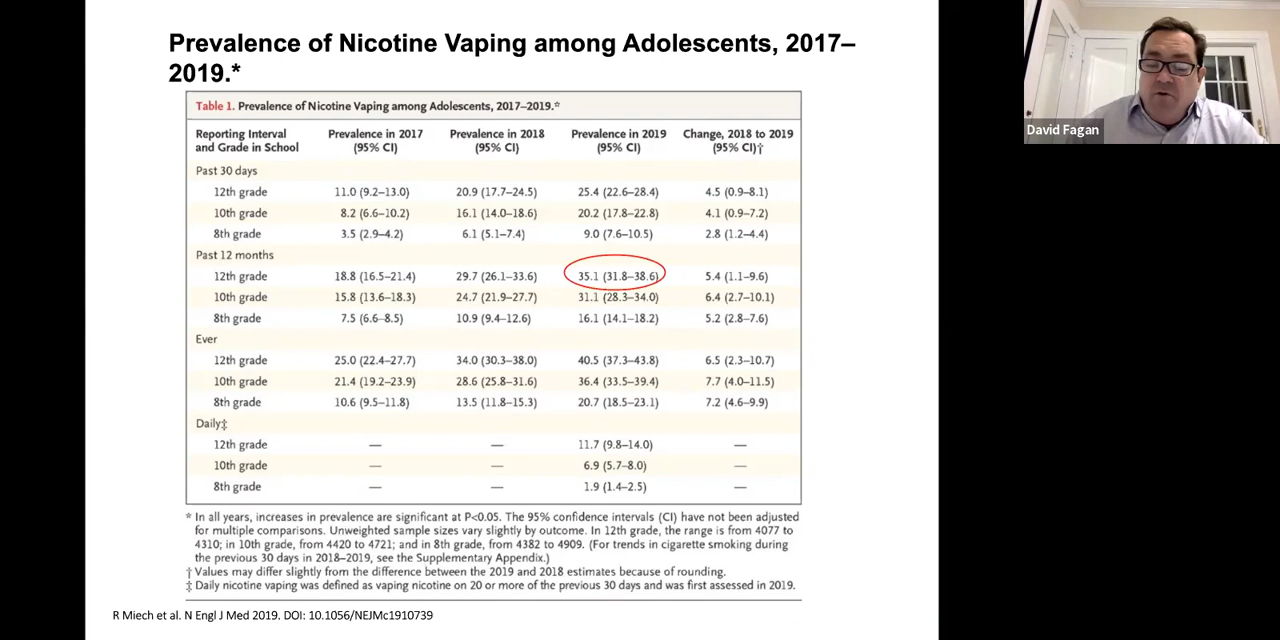 Prevalence of Nicotine Vaping among Adolescents, 2017–
2019.*
Table 1. Prevalence of Nicotine Vaping among Adolescents, 2017–2019.*
Reporting Interval and Grade in School | Prevalence in 2017 (95% CI) | Prevalence in 2018 (95% CI) | Prevalence in 2019 (95% CI) | Change, 2018 to 2019 (95% CI)†
Past 30 days
12th grade 11.0 (9.2–13.0) 20.9 (17.7–24.5) 25.4 (22.6–28.4) 4.5 (0.9–8.1)
10th grade 8.2 (6.6–10.2) 16.1 (14.0–18.6) 20.2 (17.8–22.8) 4.1 (0.9–7.2)
8th grade 3.5 (2.9–4.2) 6.1 (5.1–7.4) 9.0 (7.6–10.5) 2.8 (1.2–4.4)
Past 12 months
12th grade 18.8 (16.5–21.4) 29.7 (26.1–33.6) 35.1 (31.8–38.6) 5.4 (1.1–9.6)
10th grade 15.8 (13.6–18.3) 24.7 (21.9–27.7) 31.1 (28.3–34.0) 6.4 (2.7–10.1)
8th grade 7.5 (6.6–8.5) 10.9 (9.4–12.6) 16.1 (14.1–18.2) 5.2 (2.8–7.6)
Ever
12th grade 25.0 (22.4–27.7) 34.0 (30.3–38.0) 40.5 (37.3–43.8) 6.5 (2.3–10.7)
10th grade 21.4 (19.2–23.9) 28.6 (25.8–31.6) 36.4 (33.5–39.4) 7.7 (4.0–11.5)
8th grade 10.6 (9.5–11.8) 13.5 (11.8–15.3) 20.7 (18.5–23.1) 7.2 (4.6–9.9)
Daily‡
12th grade — — 11.7 (9.8–14.0) —
10th grade — — 6.9 (5.7–8.0) —
8th grade — — 1.9 (1.4–2.5) —
* In all years, increases in prevalence are significant at P<0.05. The 95% confidence intervals (CI) have not been adjusted
for multiple comparisons. Unweighted sample sizes vary slightly by outcome. In 12th grade, the range is from 4077 to
4310; in 10th grade, from 4420 to 4721; and in 8th grade, from 4382 to 4909. (For trends in cigarette smoking during
the previous 30 days in 2018–2019, see the Supplementary Appendix.)
† Values may differ slightly from the difference between the 2019 and 2018 estimates because of rounding.
‡ Daily nicotine vaping was defined as vaping nicotine on 20 or more of the previous 30 days and was first assessed in 2019.
R Miech et al. N Engl J Med 2019. DOI: 10.1056/NEJMc1910739
David Fagan